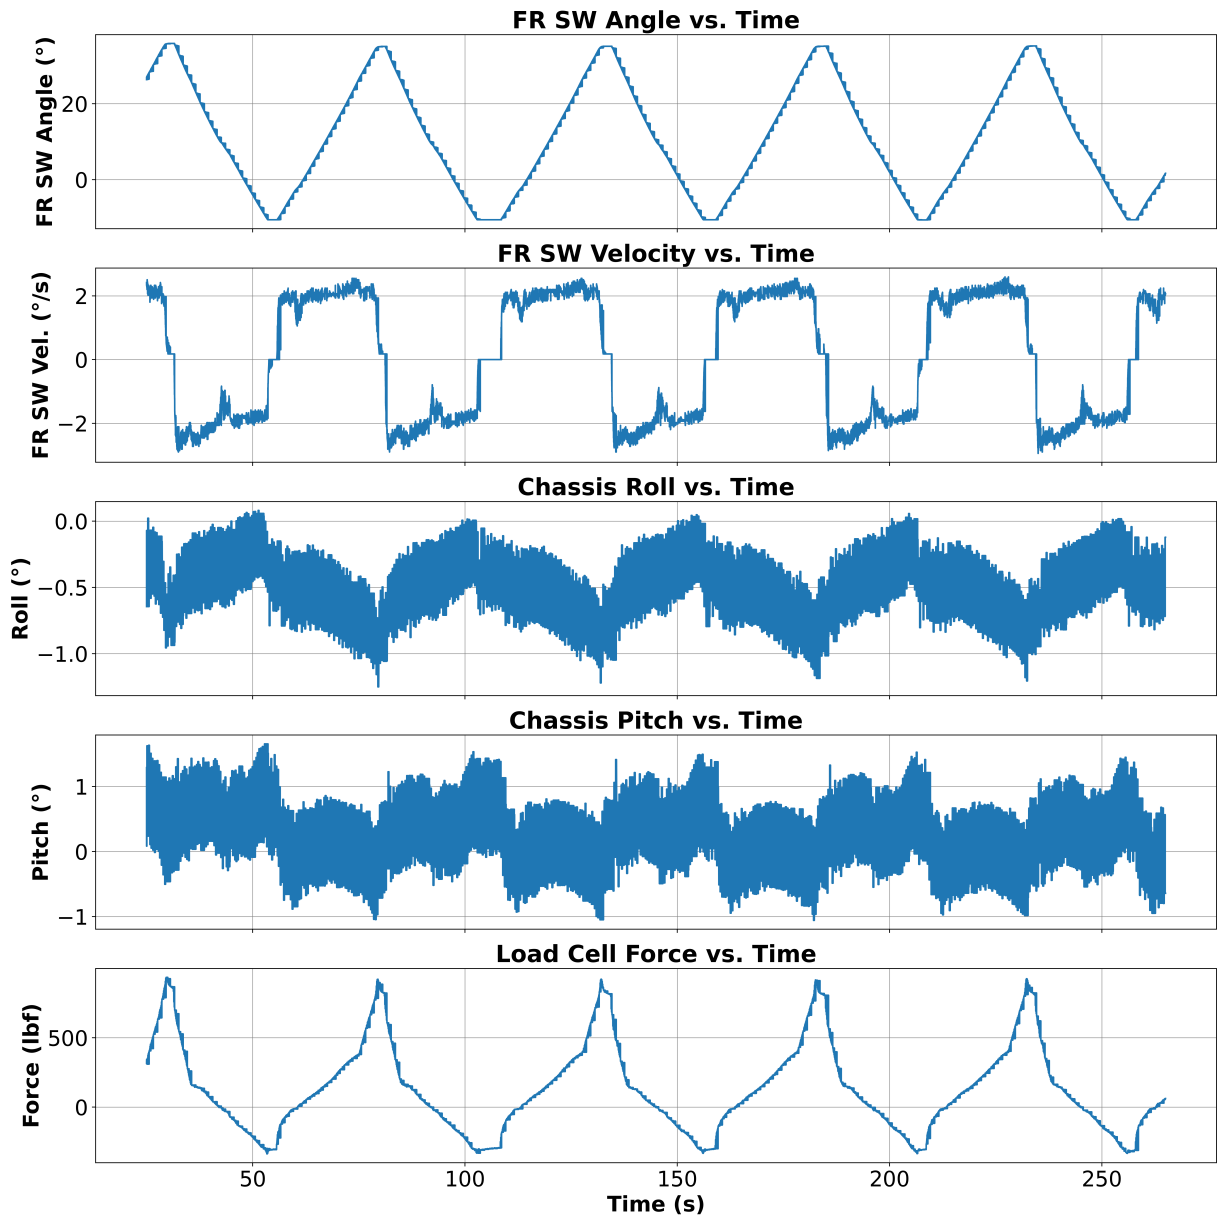 FR SW Angle vs. Time
FR SW Angle (°)
20
0
FR SW Velocity vs. Time
FR SW Vel. (°/s)
2
0
−2
Chassis Roll vs. Time
Roll (°)
0.0
−0.5
−1.0
Chassis Pitch vs. Time
Pitch (°)
1
0
−1
Load Cell Force vs. Time
Force (lbf)
500
0
50 100 150 200 250
Time (s)